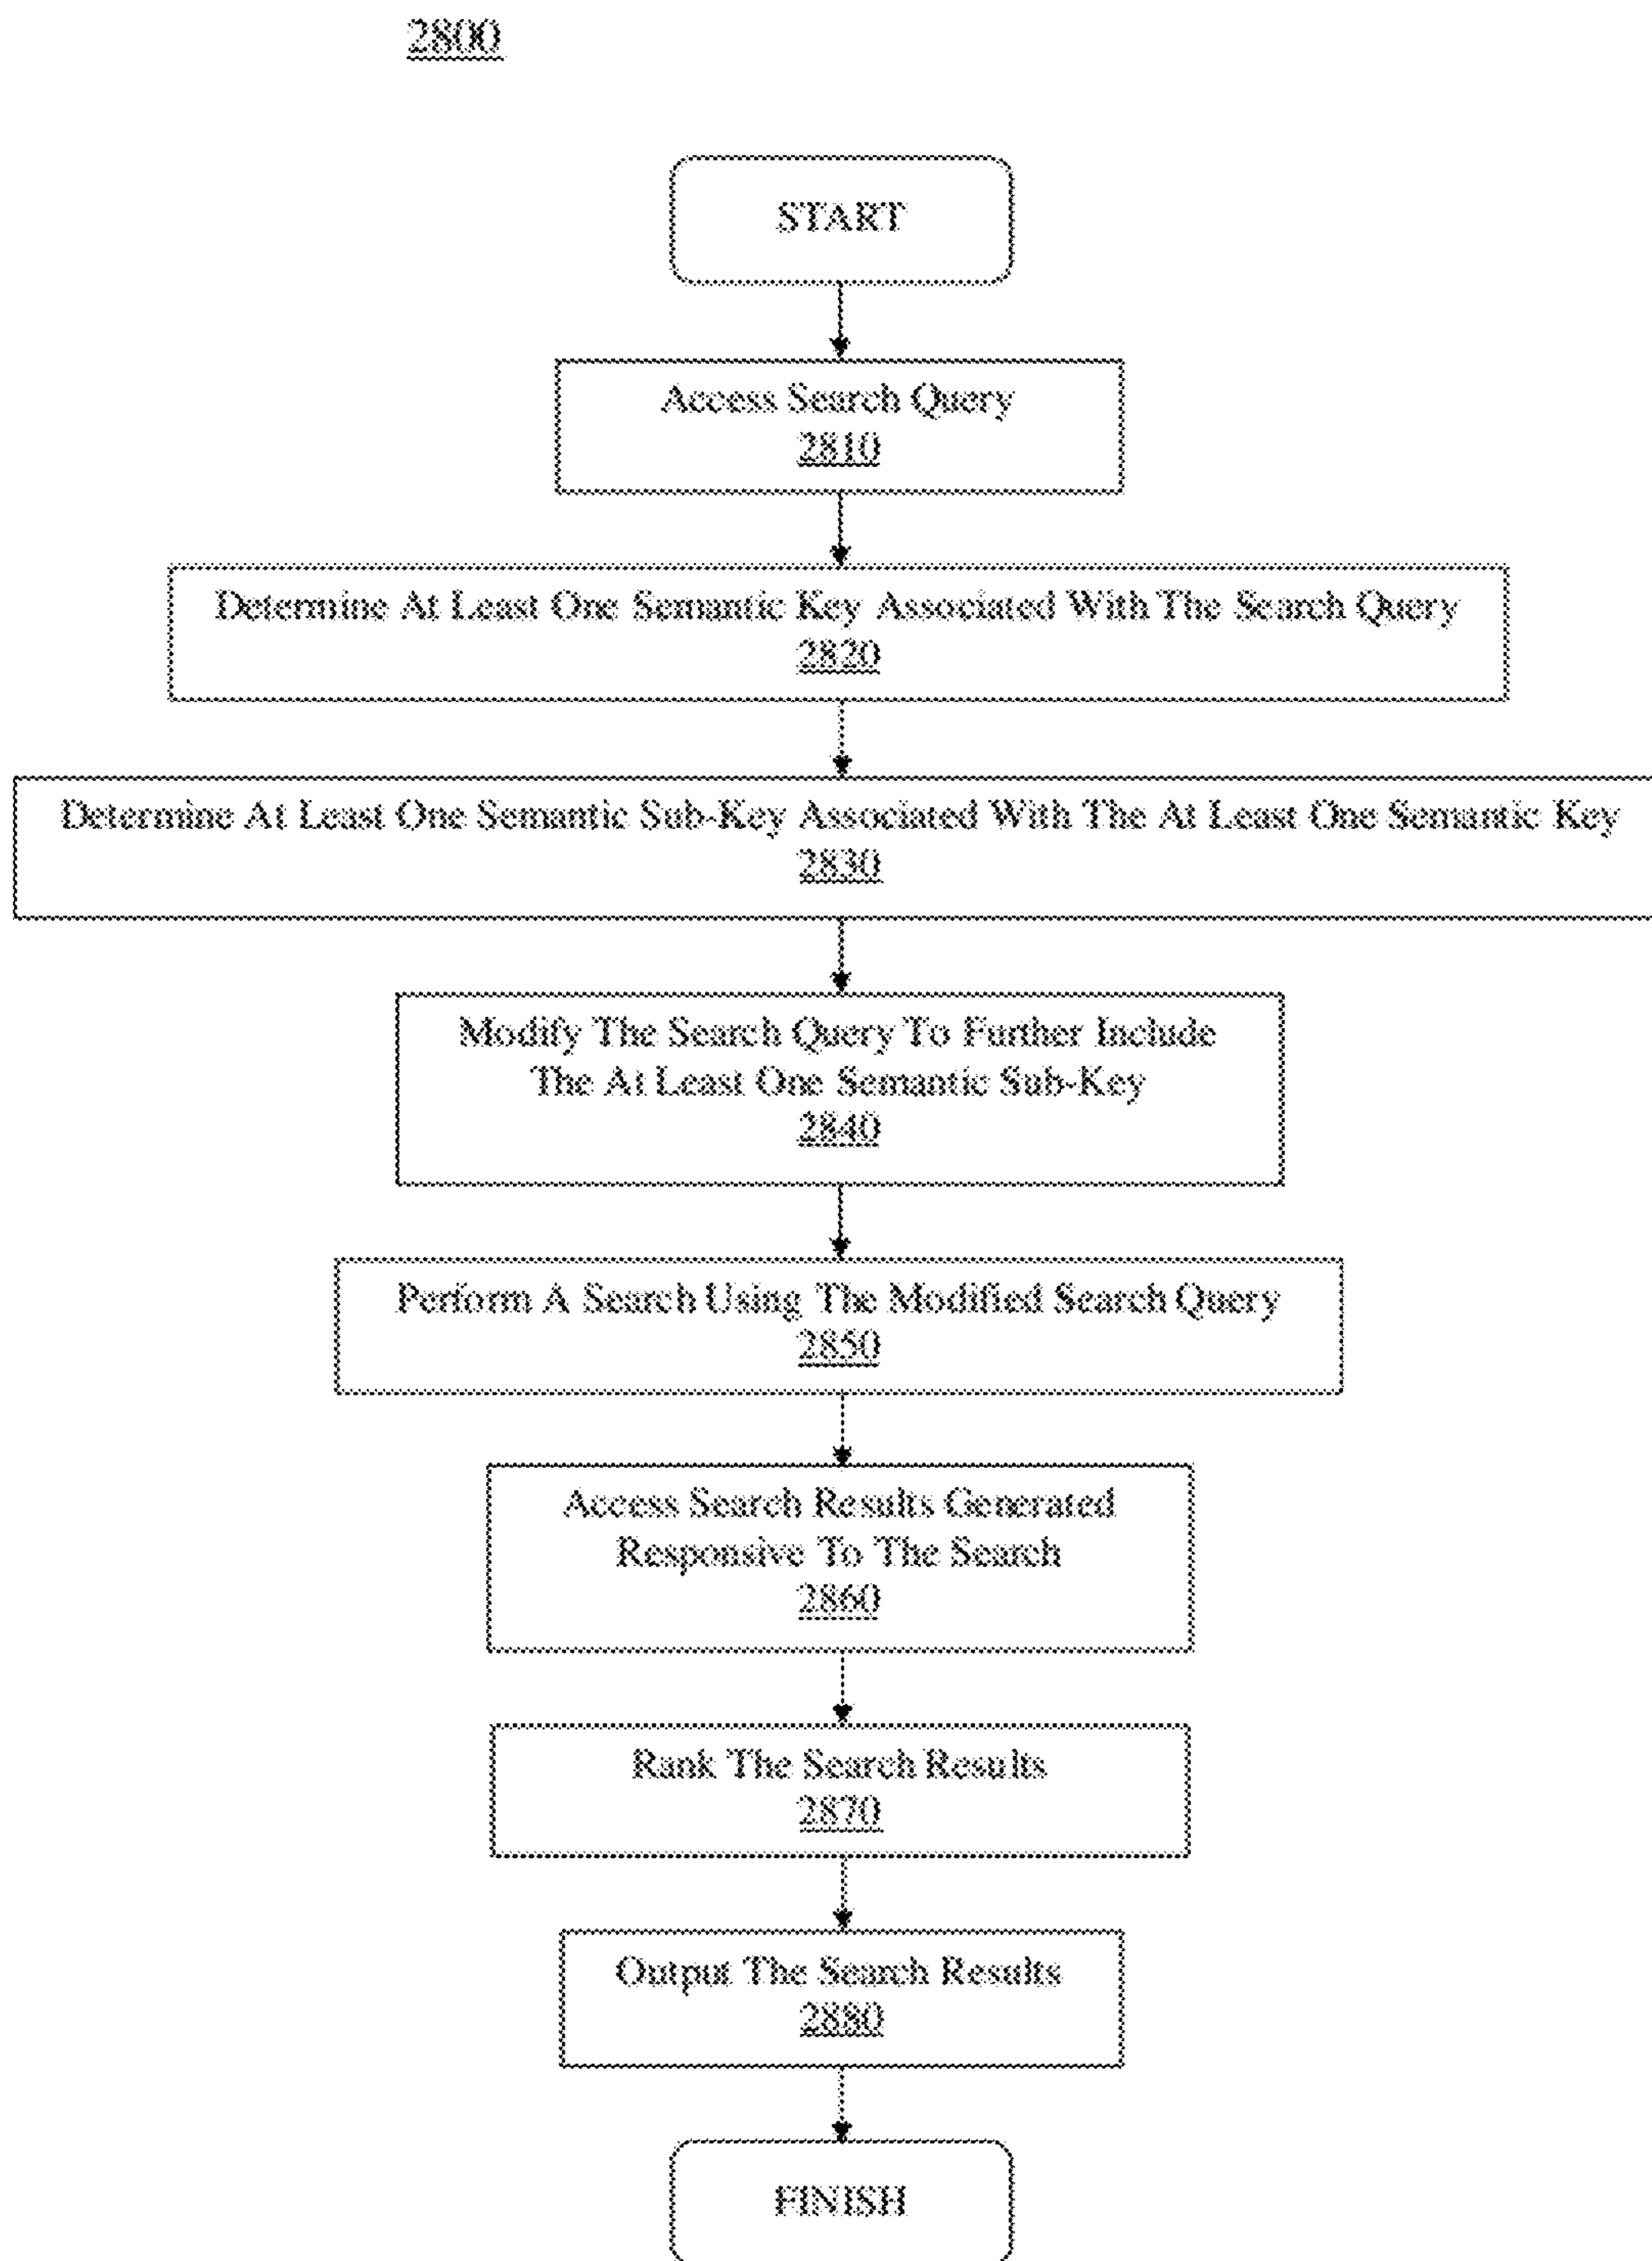 2800
START
Access Search Query
2810
Determine At Least One Semantic Key Associated With The Search Query
2820
Determine At Least One Semantic Sub-Key Associated With The At Least One Semantic Key
2830
Modify The Search Query To Further Include
The At Least One Semantic Sub-Key
2840
Perform A Search Using The Modified Search Query
2850
Access Search Results Generated
Responsive To The Search
2860
Rank The Search Results
2870
Output The Search Results
2880
FINISH